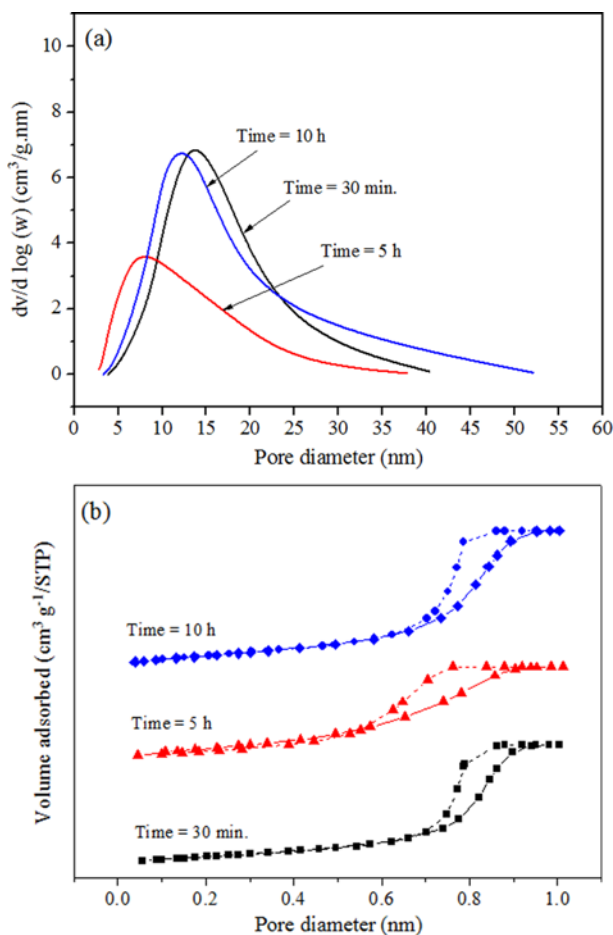 (a)
10
8
6
4
2
0
dv/d log (w) (cm³/g.nm)
Time = 10 h
Time = 30 min.
Time = 5 h
0 5 10 15 20 25 30 35 40 45 50 55 60
Pore diameter (nm)
(b)
Volume adsorbed (cm³ g⁻¹/STP)
Time = 10 h
Time = 5 h
Time = 30 min.
0.0 0.2 0.4 0.6 0.8 1.0
Pore diameter (nm)